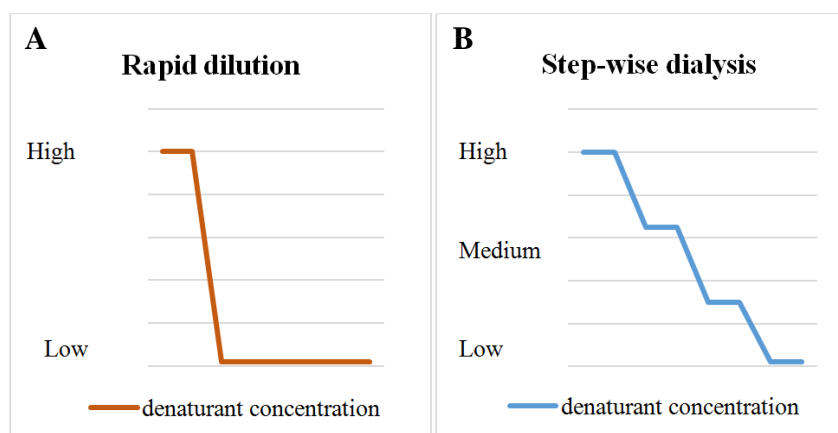 A
Rapid dilution
High
Low
denaturant concentration
B
Step-wise dialysis
High
Medium
Low
denaturant concentration